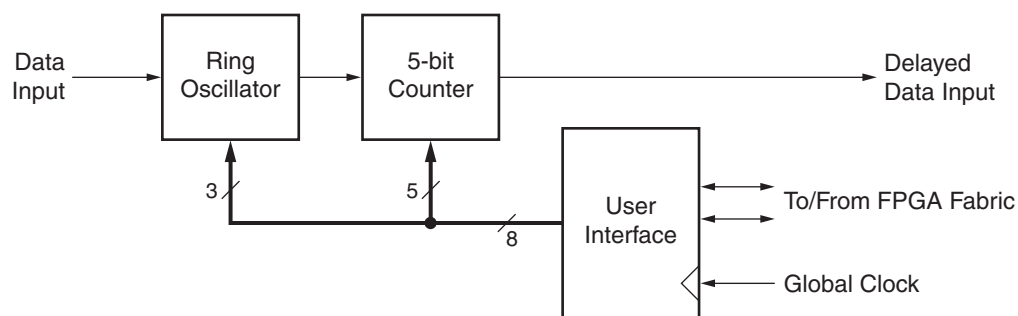 Data
Input
Ring
Oscillator
5-bit
Counter
Delayed
Data Input
3
5
8
User
Interface
To/From FPGA Fabric
Global Clock